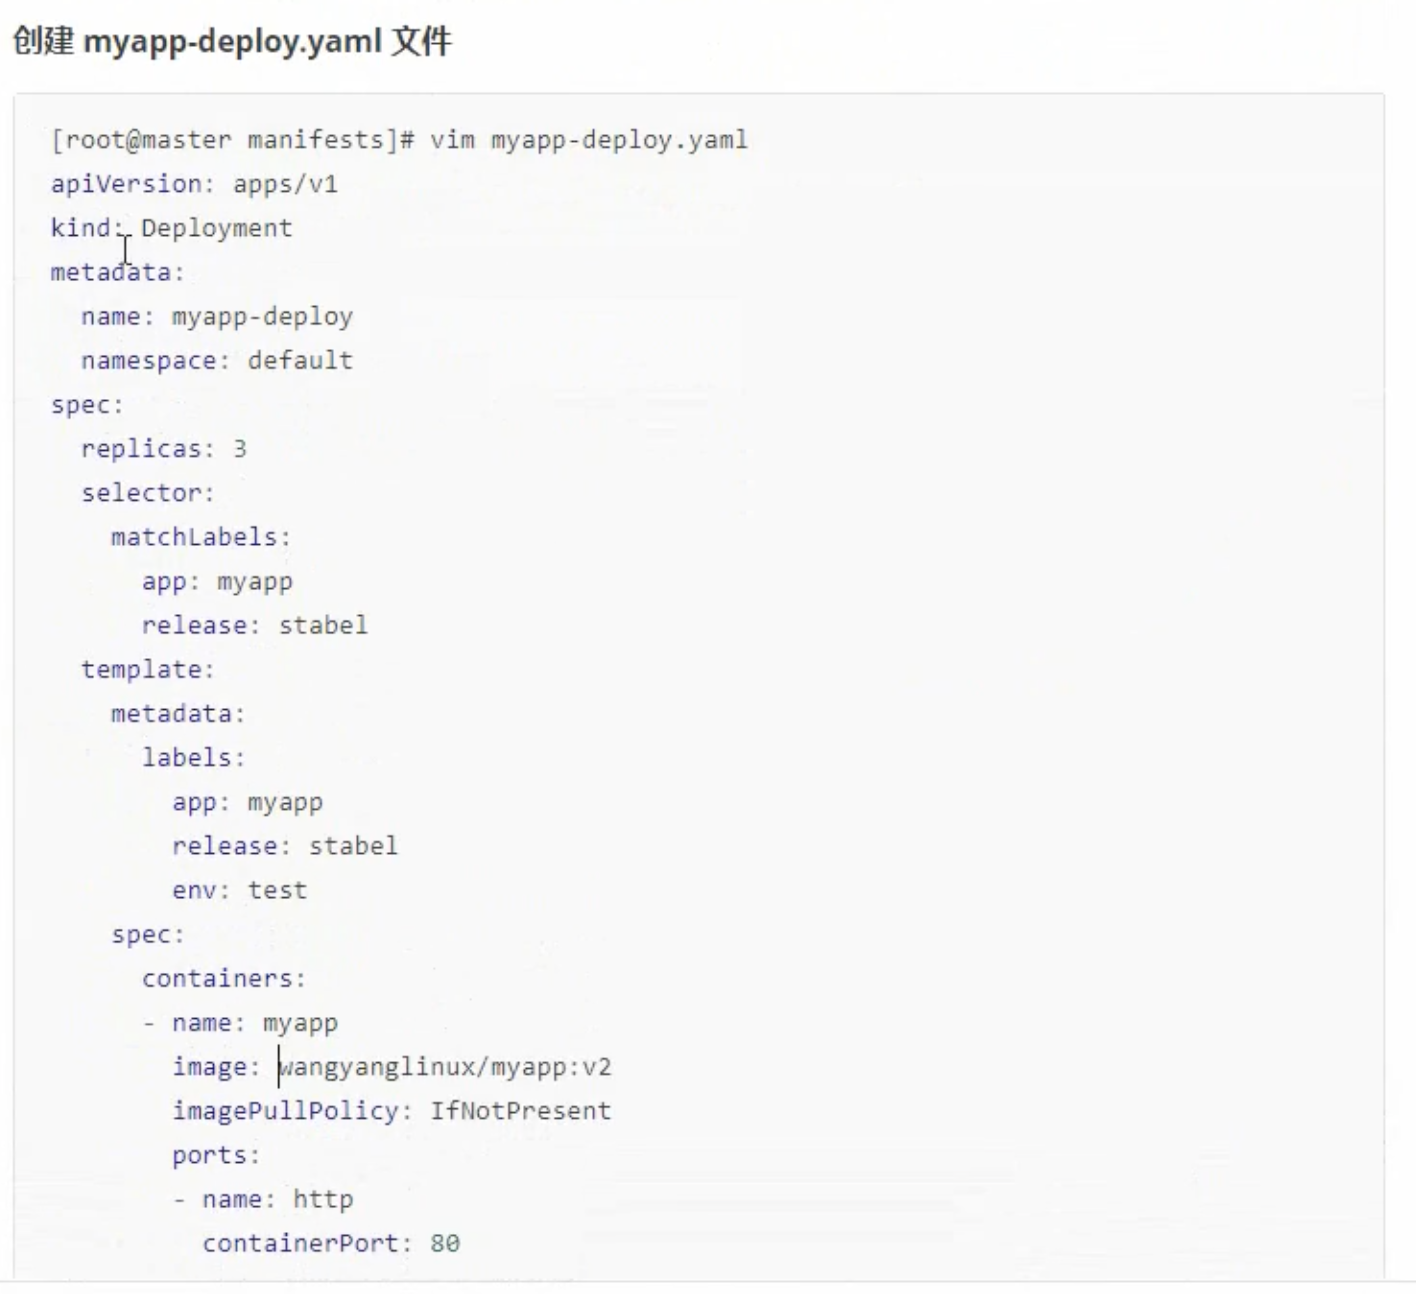 创建 myapp-deploy.yaml 文件
[root@master manifests]# vim myapp-deploy.yaml
apiVersion: apps/v1
kind: Deployment
metadata:
  name: myapp-deploy
  namespace: default
spec:
  replicas: 3
  selector:
    matchLabels:
      app: myapp
      release: stabel
  template:
    metadata:
      labels:
        app: myapp
        release: stabel
        env: test
    spec:
      containers:
      - name: myapp
        image: wangyanglinux/myapp:v2
        imagePullPolicy: IfNotPresent
        ports:
        - name: http
          containerPort: 80